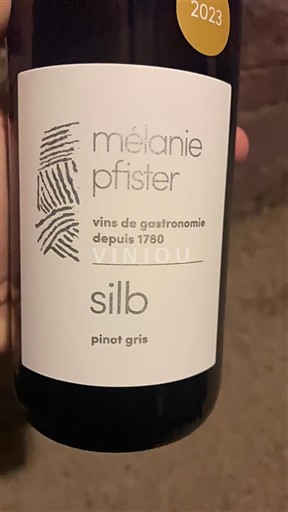 2023
mélanie
pfister
vins de gastronomie
depuis 1780
VINIOU
silb
pinot gris